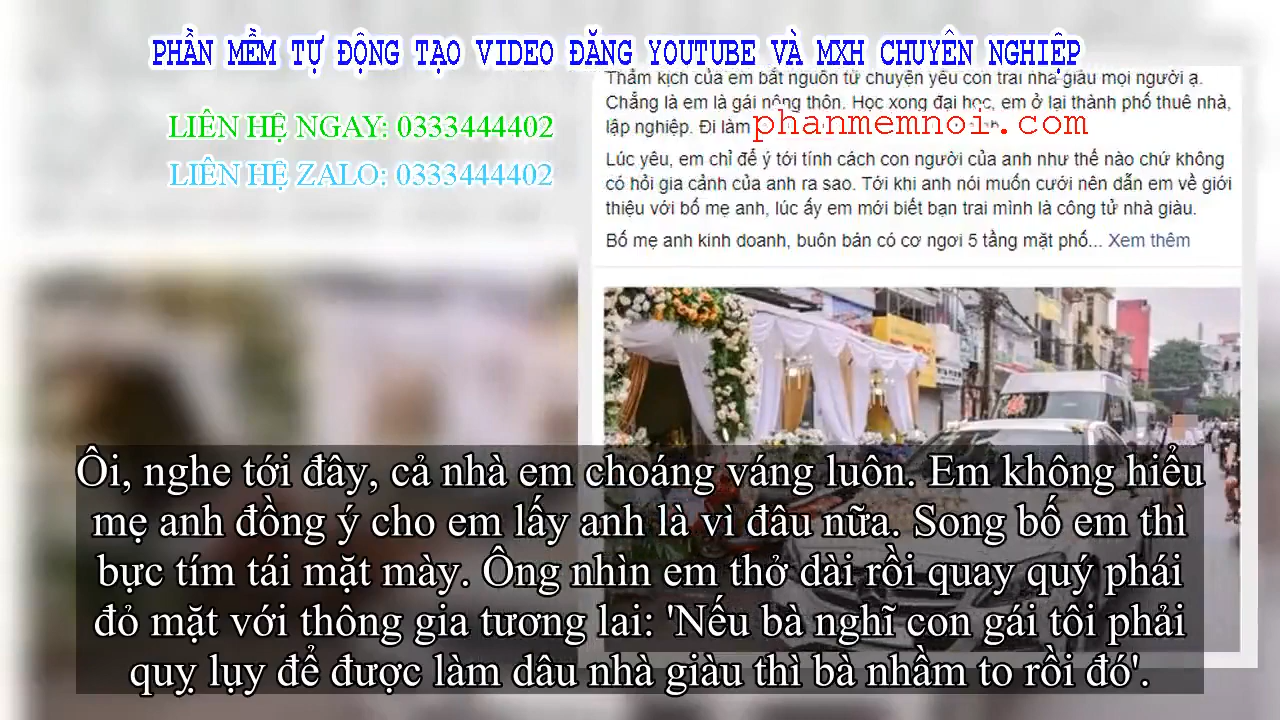 PHẦN MỀM TỰ ĐỘNG TẠO VIDEO ĐĂNG YOUTUBE VÀ MXH CHUYÊN NGHIỆP
LIÊN HỆ NGAY: 0333444402
LIÊN HỆ ZALO: 0333444402
Thảm kịch của em bắt nguồn từ chuyện yêu con trai nhà giàu mọi người ạ.
Chẳng là em là gái nông thôn. Học xong đại học, em ở lại thành phố thuê nhà,
lập nghiệp. Đi làm
phanmemnoi.com
Lúc yêu, em chỉ để ý tới tính cách con người của anh như thế nào chứ không
có hỏi gia cảnh của anh ra sao. Tới khi anh nói muốn cưới nên dẫn em về giới
thiệu với bố mẹ anh, lúc ấy em mới biết bạn trai mình là công tử nhà giàu.
Bố mẹ anh kinh doanh, buôn bán có cơ ngơi 5 tầng mặt phố... Xem thêm
Ôi, nghe tới đây, cả nhà em choáng váng luôn. Em không hiểu
mẹ anh đồng ý cho em lấy anh là vì đâu nữa. Song bố em thì
bực tím tái mặt mày. Ông nhìn em thở dài rồi quay quý phái
đỏ mặt với thông gia tương lai: 'Nếu bà nghĩ con gái tôi phải
quỵ lụy để được làm dâu nhà giàu thì bà nhầm to rồi đó'.